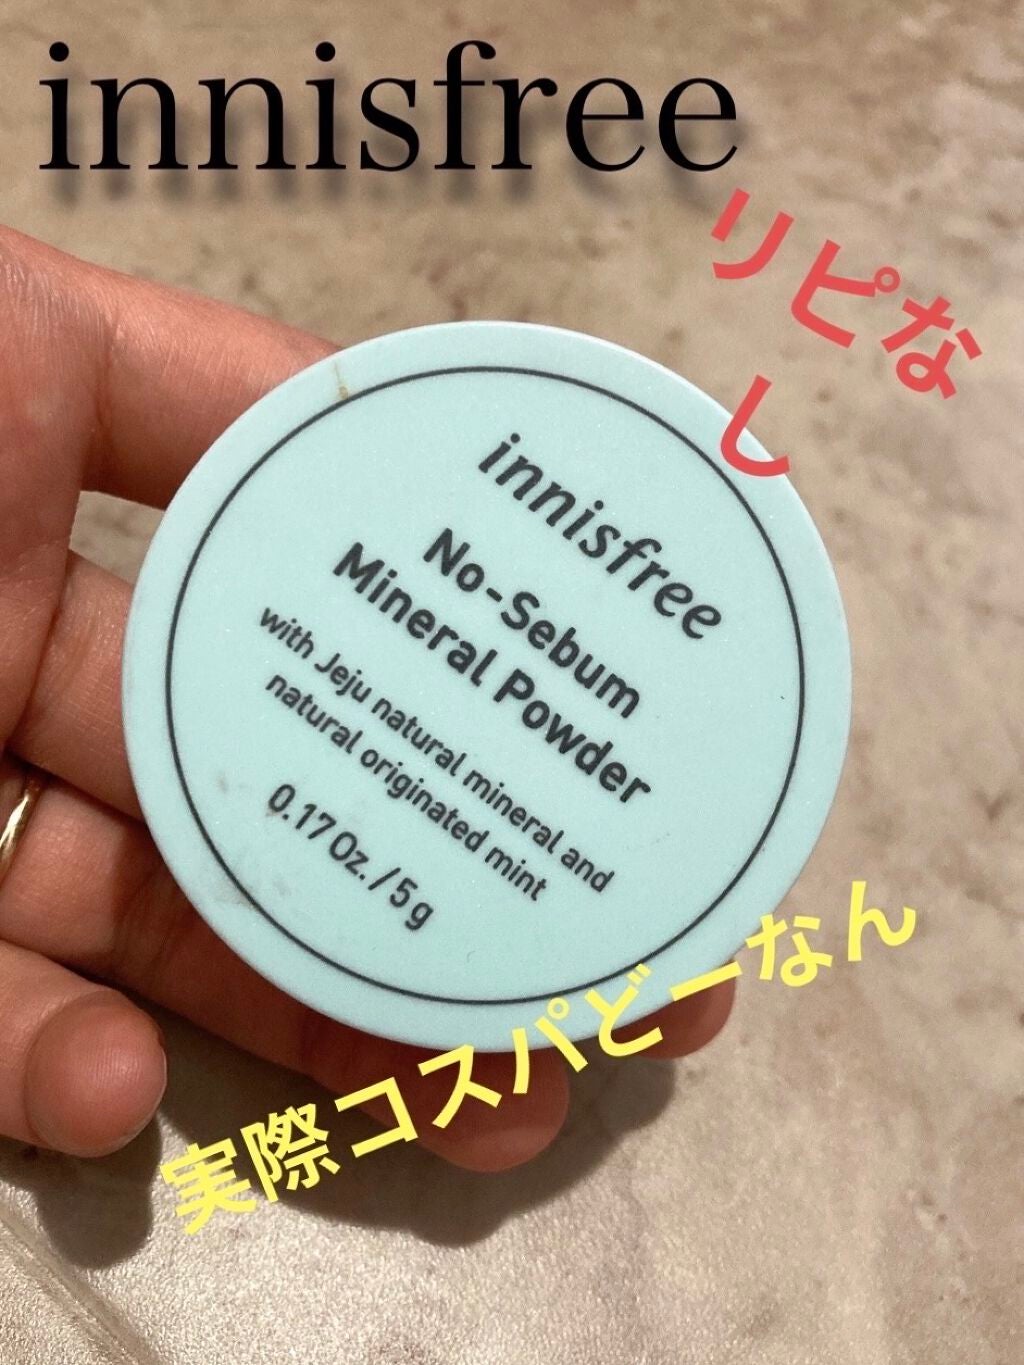 innisfree
リピな
し
innisfree
No-Sebum
Mineral Powder
with Jeju natural mineral and
natural originated mint
0.17 Oz. / 5 g
実際コスパどーなん